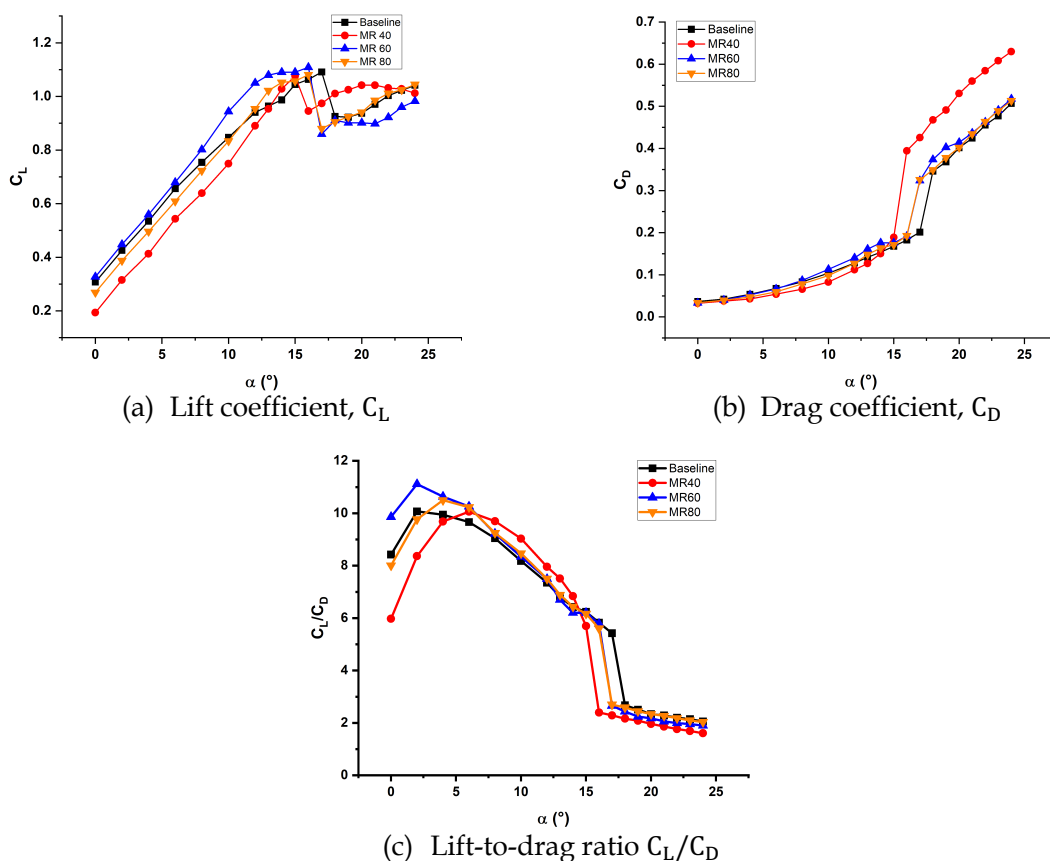 Baseline
MR 40
MR 60
MR 80
1.2
1.0
0.8
0.6
0.4
0.2
C_L
0 5 10 15 20 25
α (°)
(a) Lift coefficient, C_L
Baseline
MR40
MR60
MR80
0.7
0.6
0.5
0.4
0.3
0.2
0.1
0.0
C_D
0 5 10 15 20 25
α (°)
(b) Drag coefficient, C_D
Baseline
MR40
MR60
MR80
12
10
8
6
4
2
0
C_L/C_D
0 5 10 15 20 25
α (°)
(c) Lift-to-drag ratio C_L/C_D